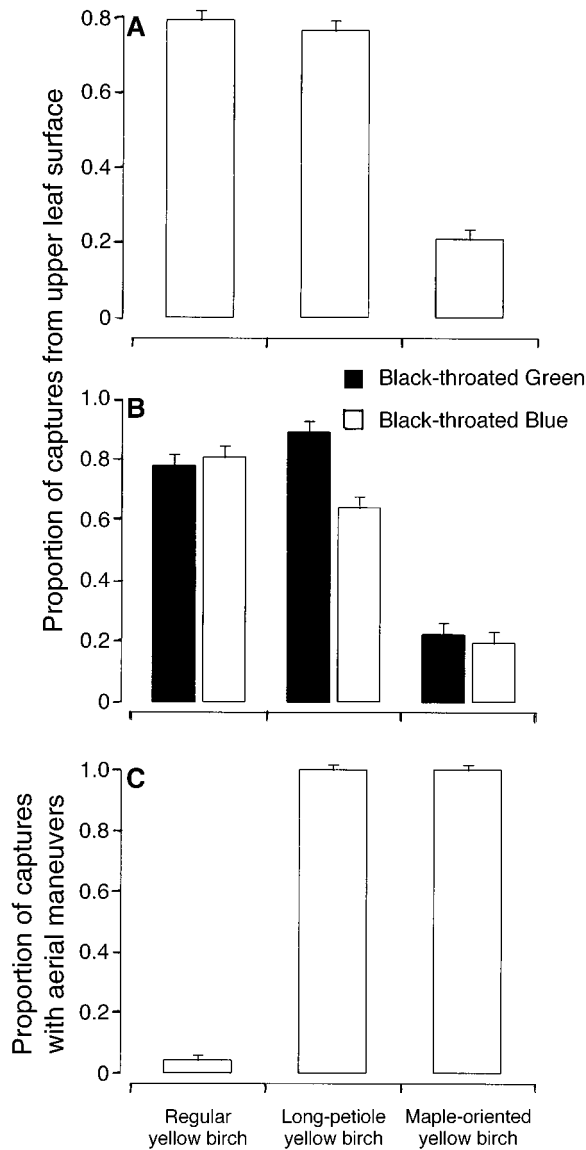 A
0.8
0.6
0.4
0.2
0
Proportion of captures from upper leaf surface
Black-throated Green
Black-throated Blue
B
1.0
0.8
0.6
0.4
0.2
0
C
1.0
0.8
0.6
0.4
0.2
0
Proportion of captures
with aerial maneuvers
Regular
yellow birch
Long-petiole
yellow birch
Maple-oriented
yellow birch